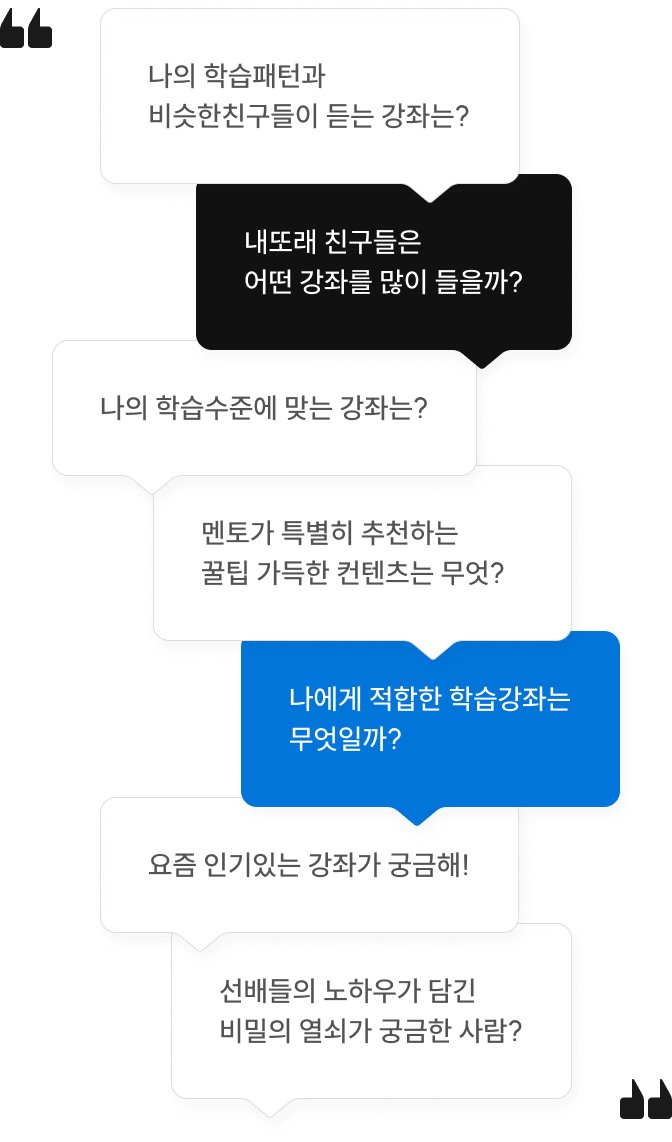 나의 학습패턴과
비슷한친구들이 듣는 강좌는?
내또래 친구들은
어떤 강좌를 많이 들을까?
나의 학습수준에 맞는 강좌는?
멘토가 특별히 추천하는
꿀팁 가득한 컨텐츠는 무엇?
나에게 적합한 학습강좌는
무엇일까?
요즘 인기있는 강좌가 궁금해!
선배들의 노하우가 담긴
비밀의 열쇠가 궁금한 사람?